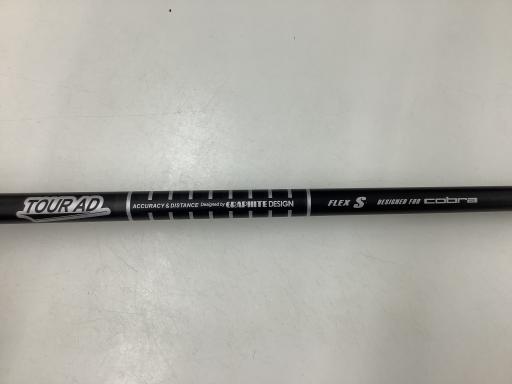 TOUR AD
ACCURACY & DISTANCE Designed by GRAPHITE DESIGN
FLEX S DESIGNED FOR cobra